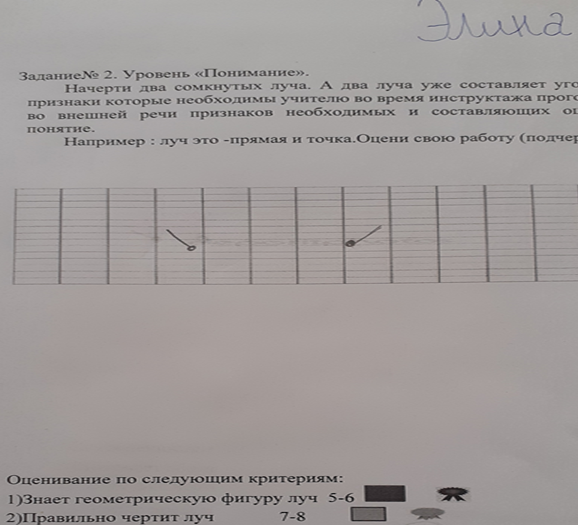 Элина
Задание№ 2. Уровень «Понимание».
Начерти два сомкнутых луча. А два луча уже составляет уго
признаки которые необходимы учителю во время инструктажа прого
во внешней речи признаков необходимых и составляющих
понятие.
Например : луч это -прямая и точка.Оцени свою работу (подчер
Оценивание по следующим критериям:
1)Знает геометрическую фигуру луч 5-6
2)Правильно чертит луч 7-8